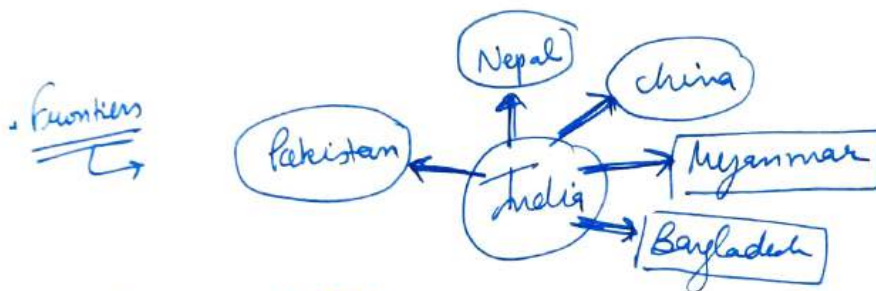 Nepal
China
. Frontiers
Pakistan
India
Myanmar
Bangladesh